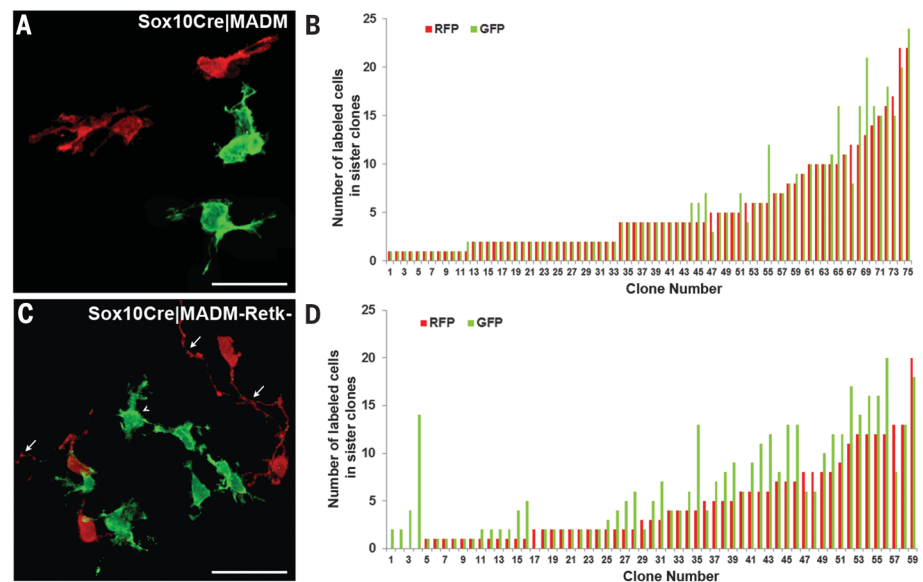 A
Sox10Cre|MADM
B
RFP GFP
Number of labeled cells
in sister clones
25
20
15
10
5
0
1 3 5 7 9 11 13 15 17 19 21 23 25 27 29 31 33 35 37 39 41 43 45 47 49 51 53 55 57 59 61 63 65 67 69 71 73 75
Clone Number
C
Sox10Cre|MADM-Retk-
D
RFP GFP
Number of labeled cells
in sister clones
25
20
15
10
5
0
1 3 5 7 9 11 13 15 17 19 21 23 25 27 29 31 33 35 37 39 41 43 45 47 49 51 53 55 57 59
Clone Number